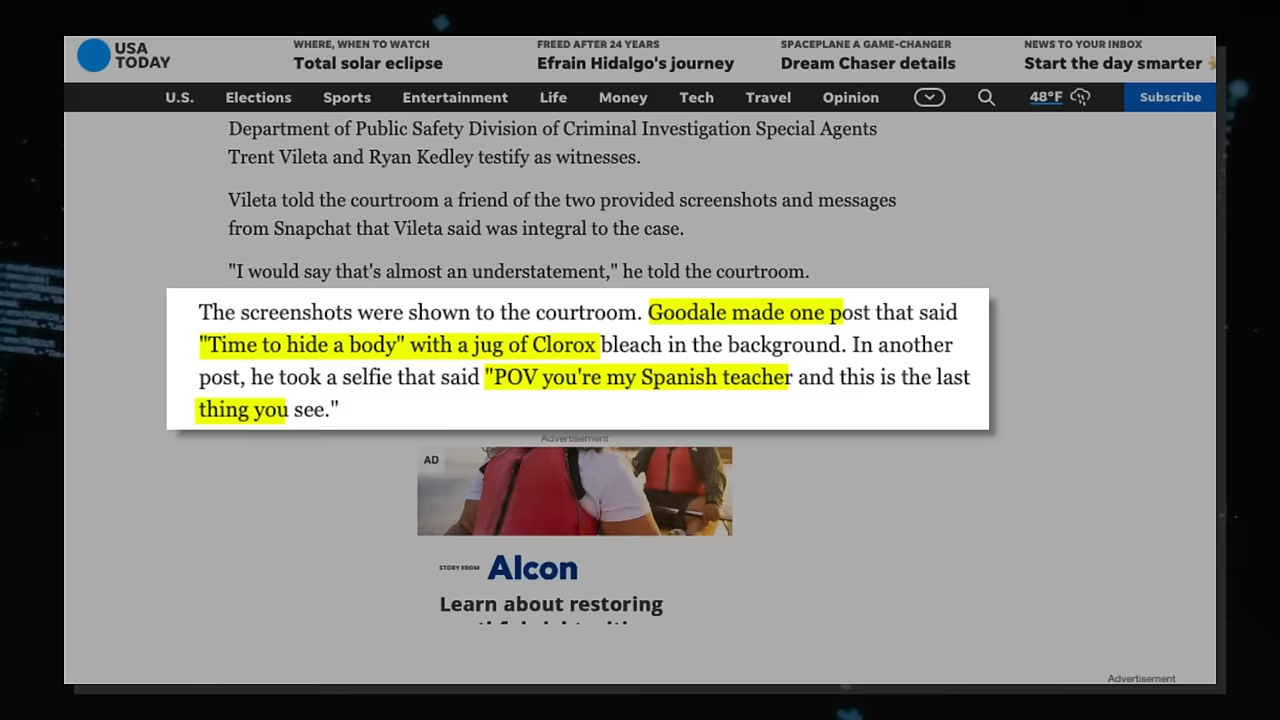 USA
TODAY
WHERE, WHEN TO WATCH
Total solar eclipse
FREED AFTER 24 YEARS
Efrain Hidalgo's journey
SPACEPLANE A GAME-CHANGER
Dream Chaser details
NEWS TO YOUR INBOX
Start the day smarter
U.S. Elections Sports Entertainment Life Money Tech Travel Opinion 48°F Subscribe
Department of Public Safety Division of Criminal Investigation Special Agents
Trent Vileta and Ryan Kedley testify as witnesses.
Vileta told the courtroom a friend of the two provided screenshots and messages
from Snapchat that Vileta said was integral to the case.
"I would say that's almost an understatement," he told the courtroom.
The screenshots were shown to the courtroom. Goodale made one post that said
"Time to hide a body" with a jug of Clorox bleach in the background. In another
post, he took a selfie that said "POV you're my Spanish teacher and this is the last
thing you see."
Advertisement
AD
STORY FROM Alcon
Learn about restoring
Advertisement